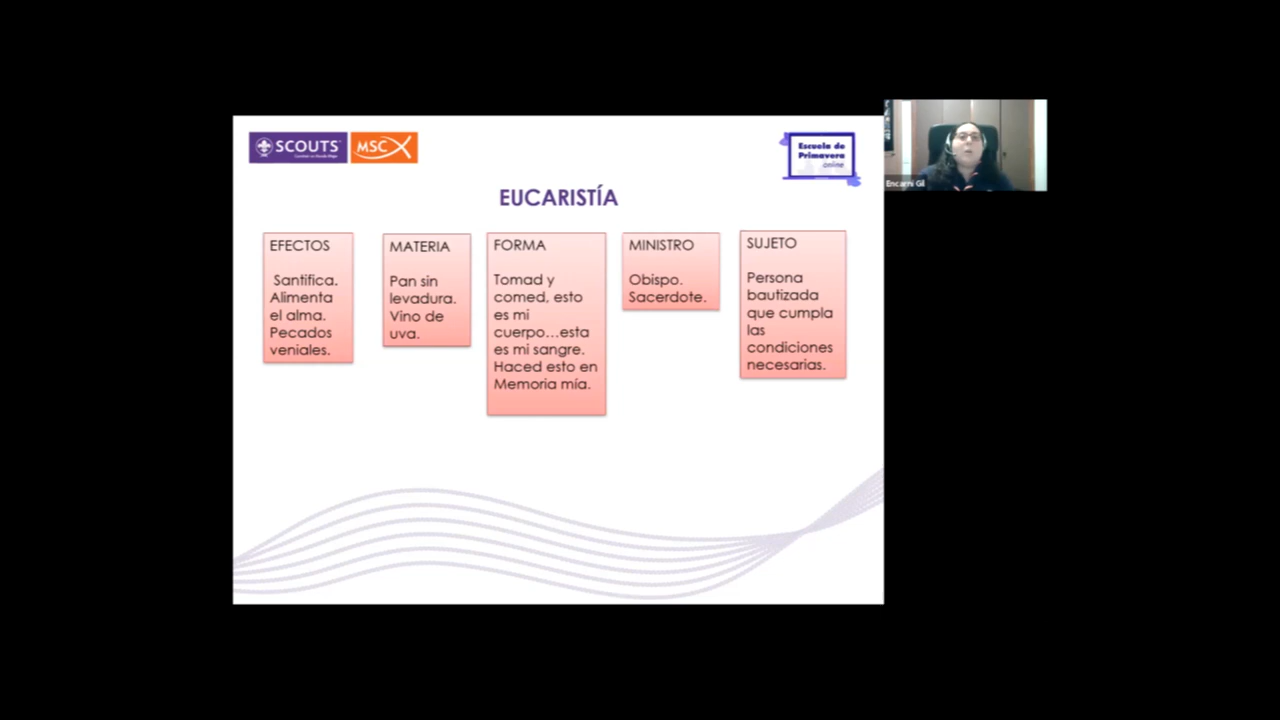 SCOUTS
MSC
Escuela de
Primavera
online
Encarni Gil
EUCARISTÍA
EFECTOS
Santifica.
Alimenta
el alma.
Pecados
veniales.
MATERIA
Pan sin
levadura.
Vino de
uva.
FORMA
Tomad y
comed, esto
es mi
cuerpo...esta
es mi sangre.
Haced esto en
Memoria mía.
MINISTRO
Obispo.
Sacerdote.
SUJETO
Persona
bautizada
que cumpla
las
condiciones
necesarias.